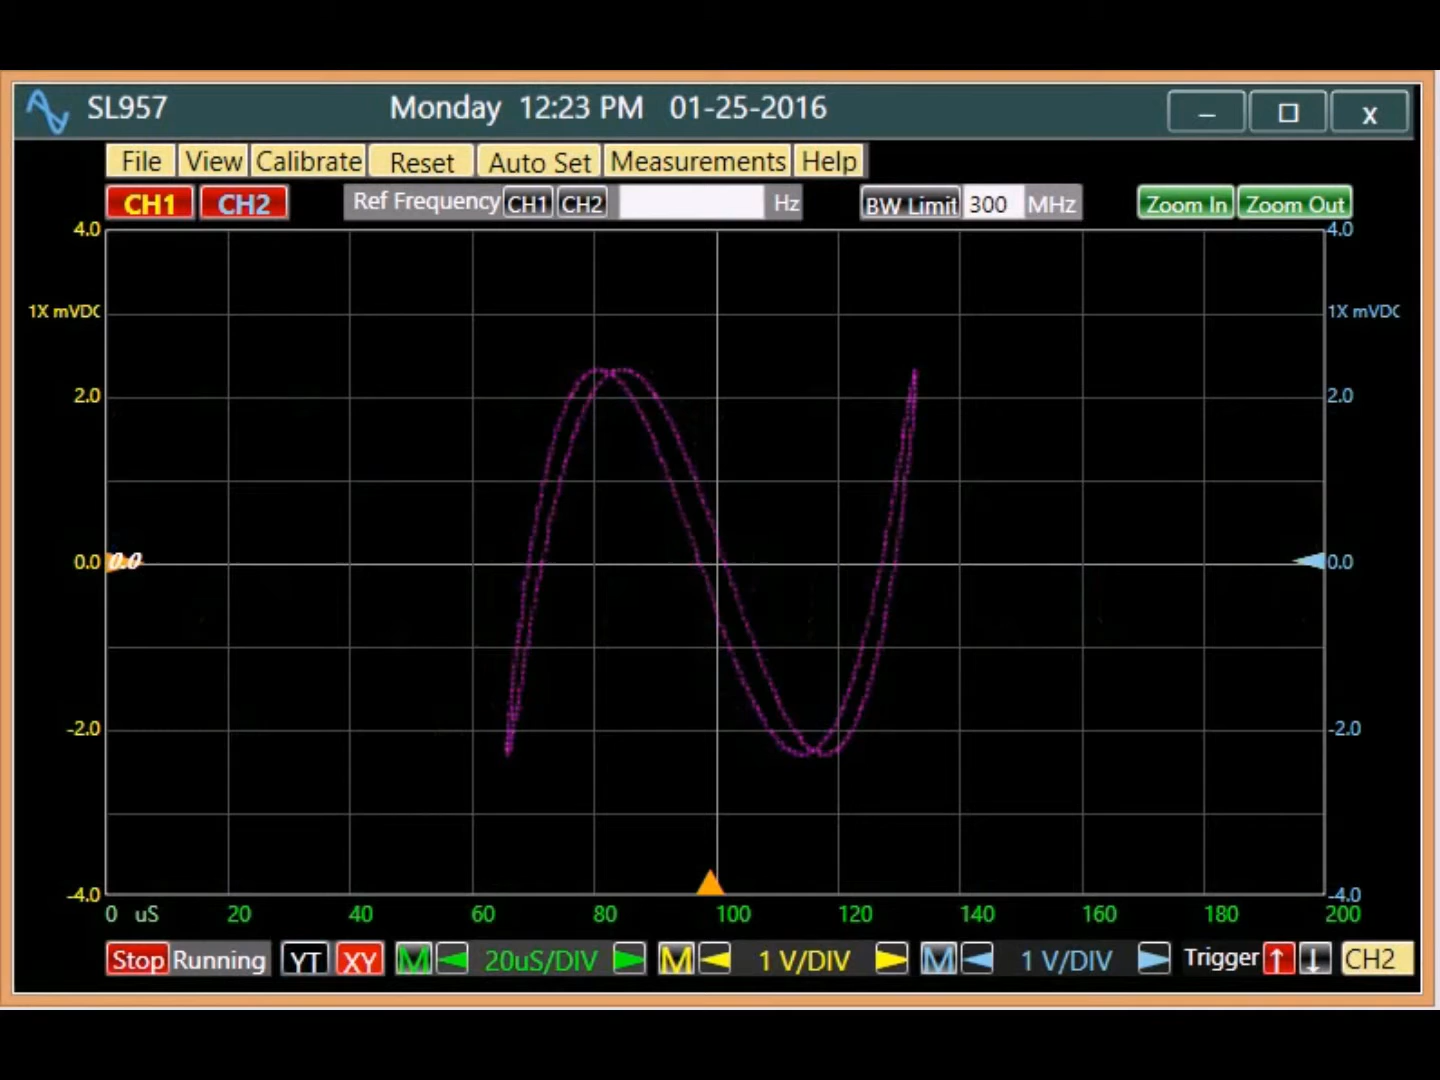 SL957 Monday 12:23 PM 01-25-2016 – □ x
File View Calibrate Reset Auto Set Measurements Help
CH1 CH2 Ref Frequency CH1 CH2 Hz BW Limit 300 MHz Zoom In Zoom Out
4.0 4.0
1X mVDC 1X mVDC
2.0 2.0
0.0 0.0 0.0
-2.0 -2.0
-4.0 -4.0
0 uS 20 40 60 80 100 120 140 160 180 200
Stop Running YT XY M 20uS/DIV M 1 V/DIV M 1 V/DIV Trigger ↑ ↓ CH2